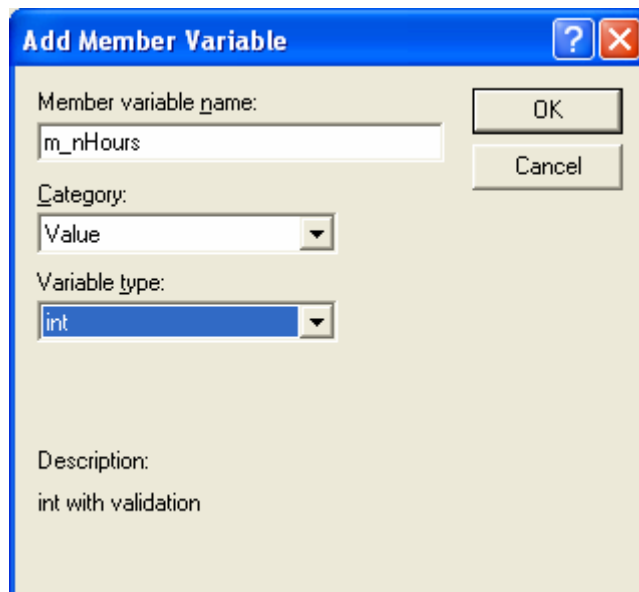 Add Member Variable
Member variable name:
m_nHours
OK
Cancel
Category:
Value
Variable type:
int
Description:
int with validation